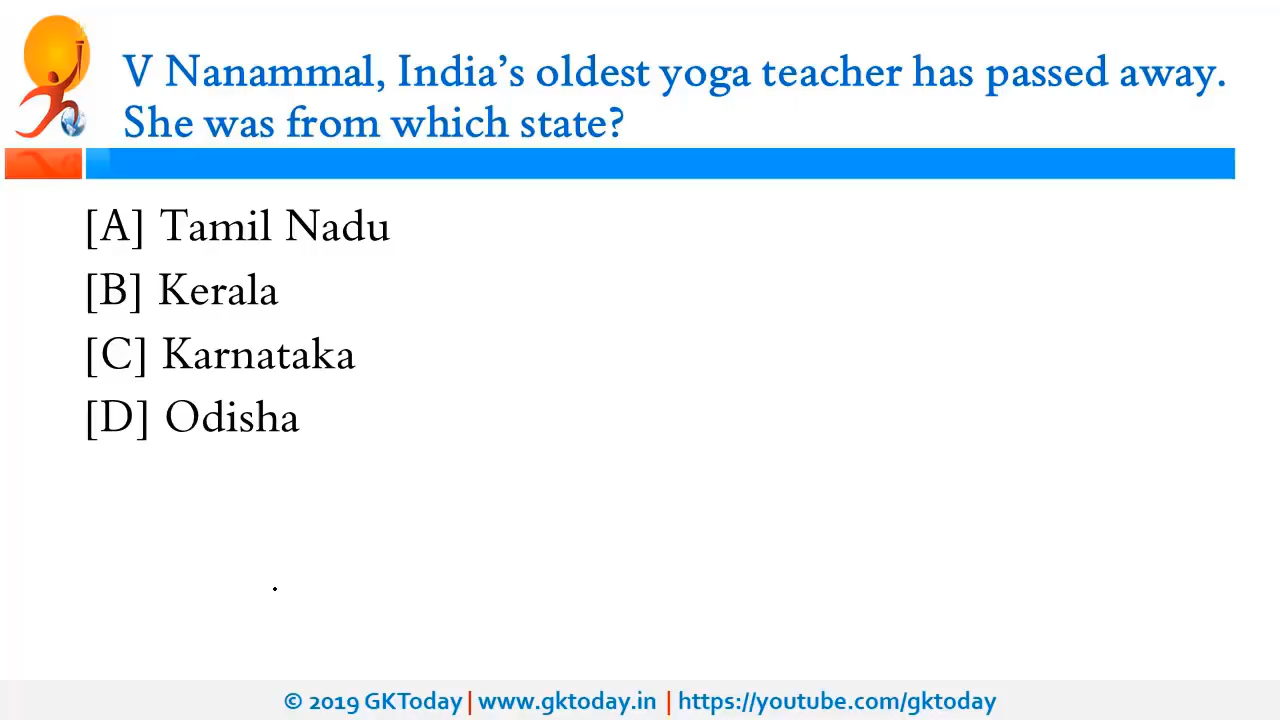 V Nanammal, India’s oldest yoga teacher has passed away.
She was from which state?
[A] Tamil Nadu
[B] Kerala
[C] Karnataka
[D] Odisha
© 2019 GKToday | www.gktoday.in | https://youtube.com/gktoday